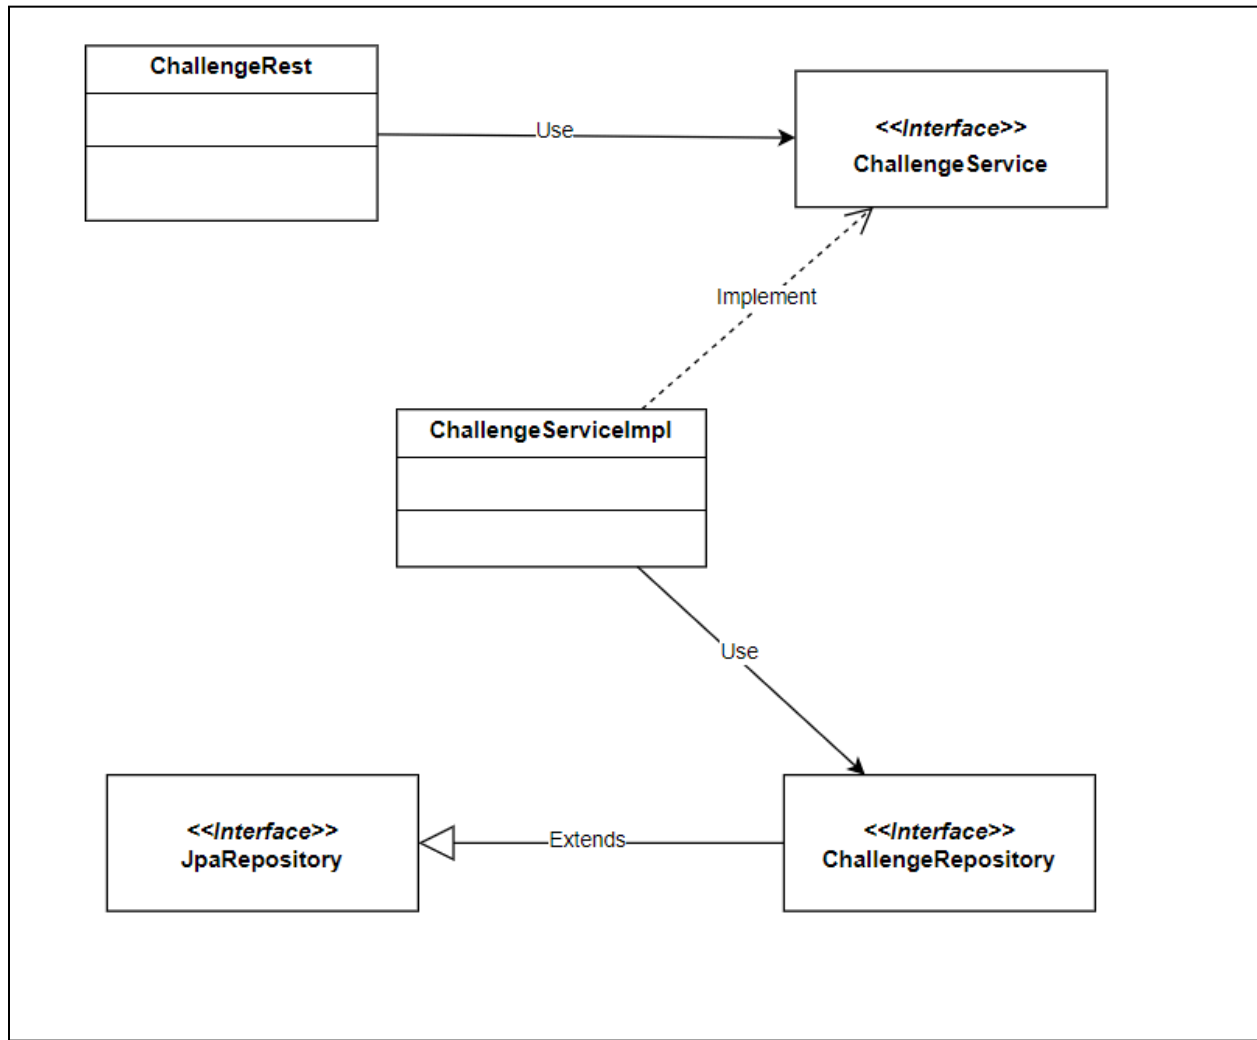 ChallengeRest
<<Interface>>
ChallengeService
Use
Implement
ChallengeServiceImpl
Use
<<Interface>>
JpaRepository
Extends
<<Interface>>
ChallengeRepository